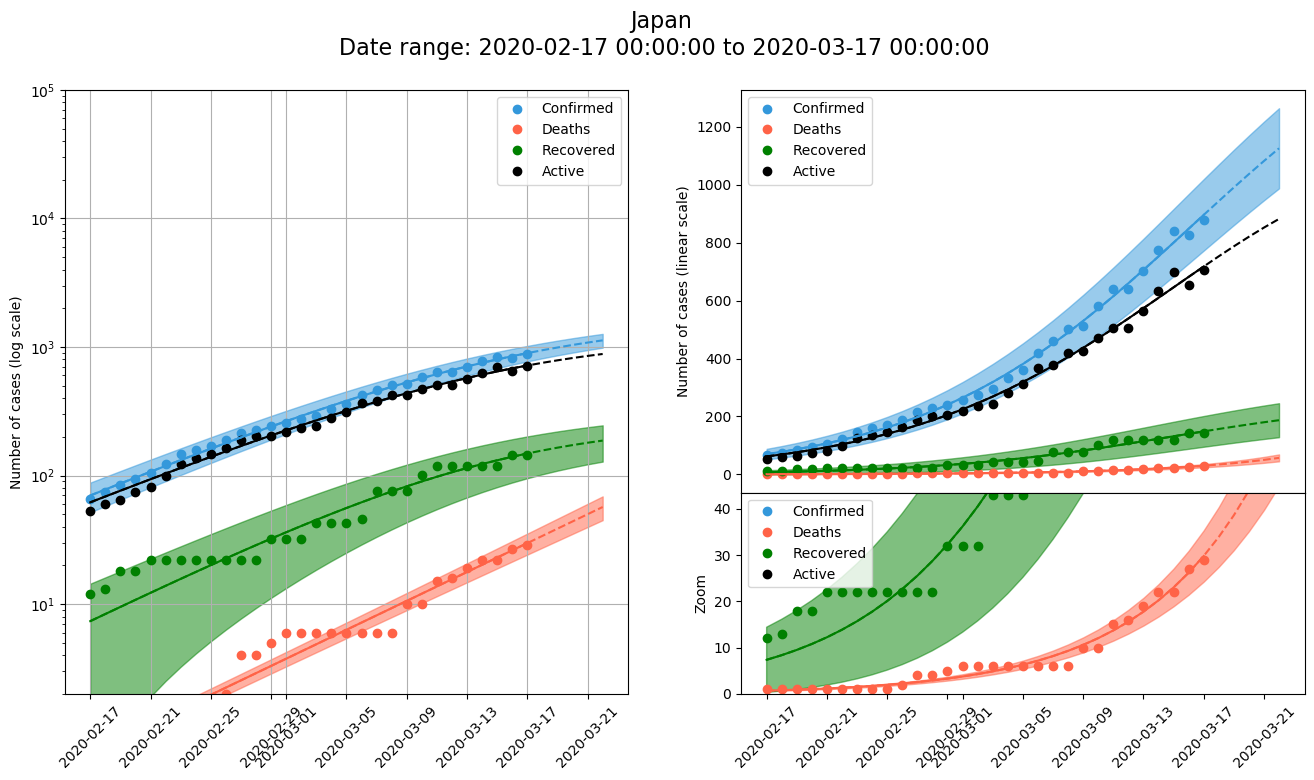 Japan
Date range: 2020-02-17 00:00:00 to 2020-03-17 00:00:00
Number of cases (log scale)
10^5
10^4
10^3
10^2
10^1
Confirmed
Deaths
Recovered
Active
2020-02-17
2020-02-21
2020-02-25
2020-02-29
2020-03-01
2020-03-05
2020-03-09
2020-03-13
2020-03-17
2020-03-21
Number of cases (linear scale)
1200
1000
800
600
400
200
0
Confirmed
Deaths
Recovered
Active
Zoom
40
30
20
10
0
Confirmed
Deaths
Recovered
Active
2020-02-17
2020-02-21
2020-02-25
2020-02-29
2020-03-01
2020-03-05
2020-03-09
2020-03-13
2020-03-17
2020-03-21